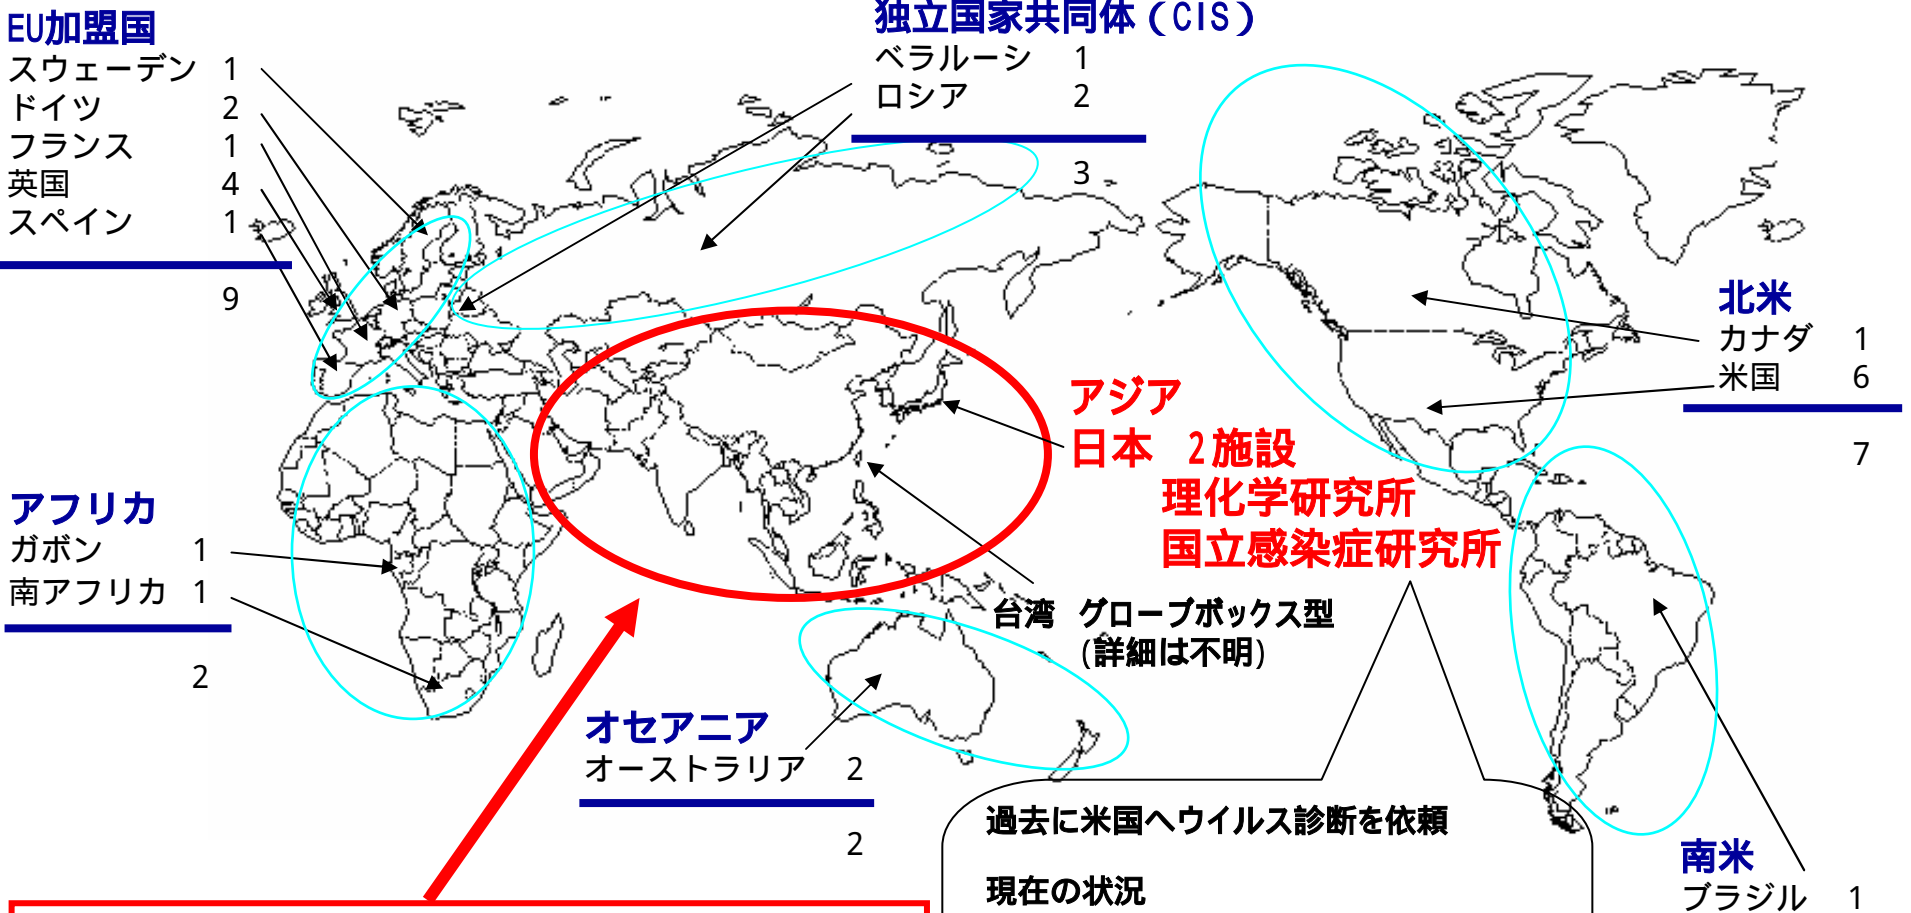 EU加盟国
スウェーデン 1
ドイツ 2
フランス 1
英国 4
スペイン 1
9
独立国家共同体（CIS）
ベラルーシ 1
ロシア 2
3
北米
カナダ 1
米国 6
7
アジア
日本 2施設
理化学研究所
国立感染症研究所
台湾 グローブボックス型
(詳細は不明)
アフリカ
ガボン 1
南アフリカ 1
2
オセアニア
オーストラリア 2
2
過去に米国へウイルス診断を依頼
現在の状況
南米
ブラジル 1